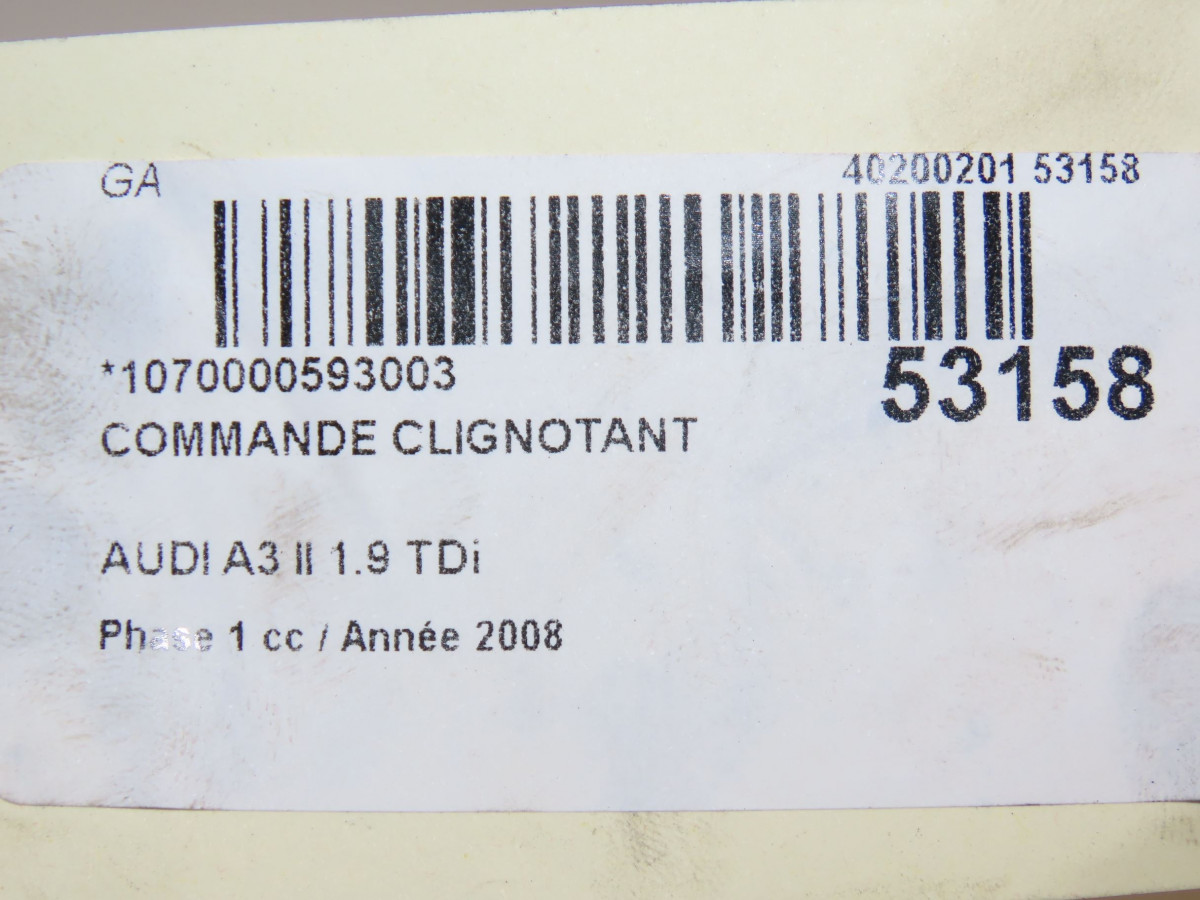 GA 40200201 53158
*1070000593003
53158
COMMANDE CLIGNOTANT
AUDI A3 II 1.9 TDi
Phase 1 cc / Année 2008